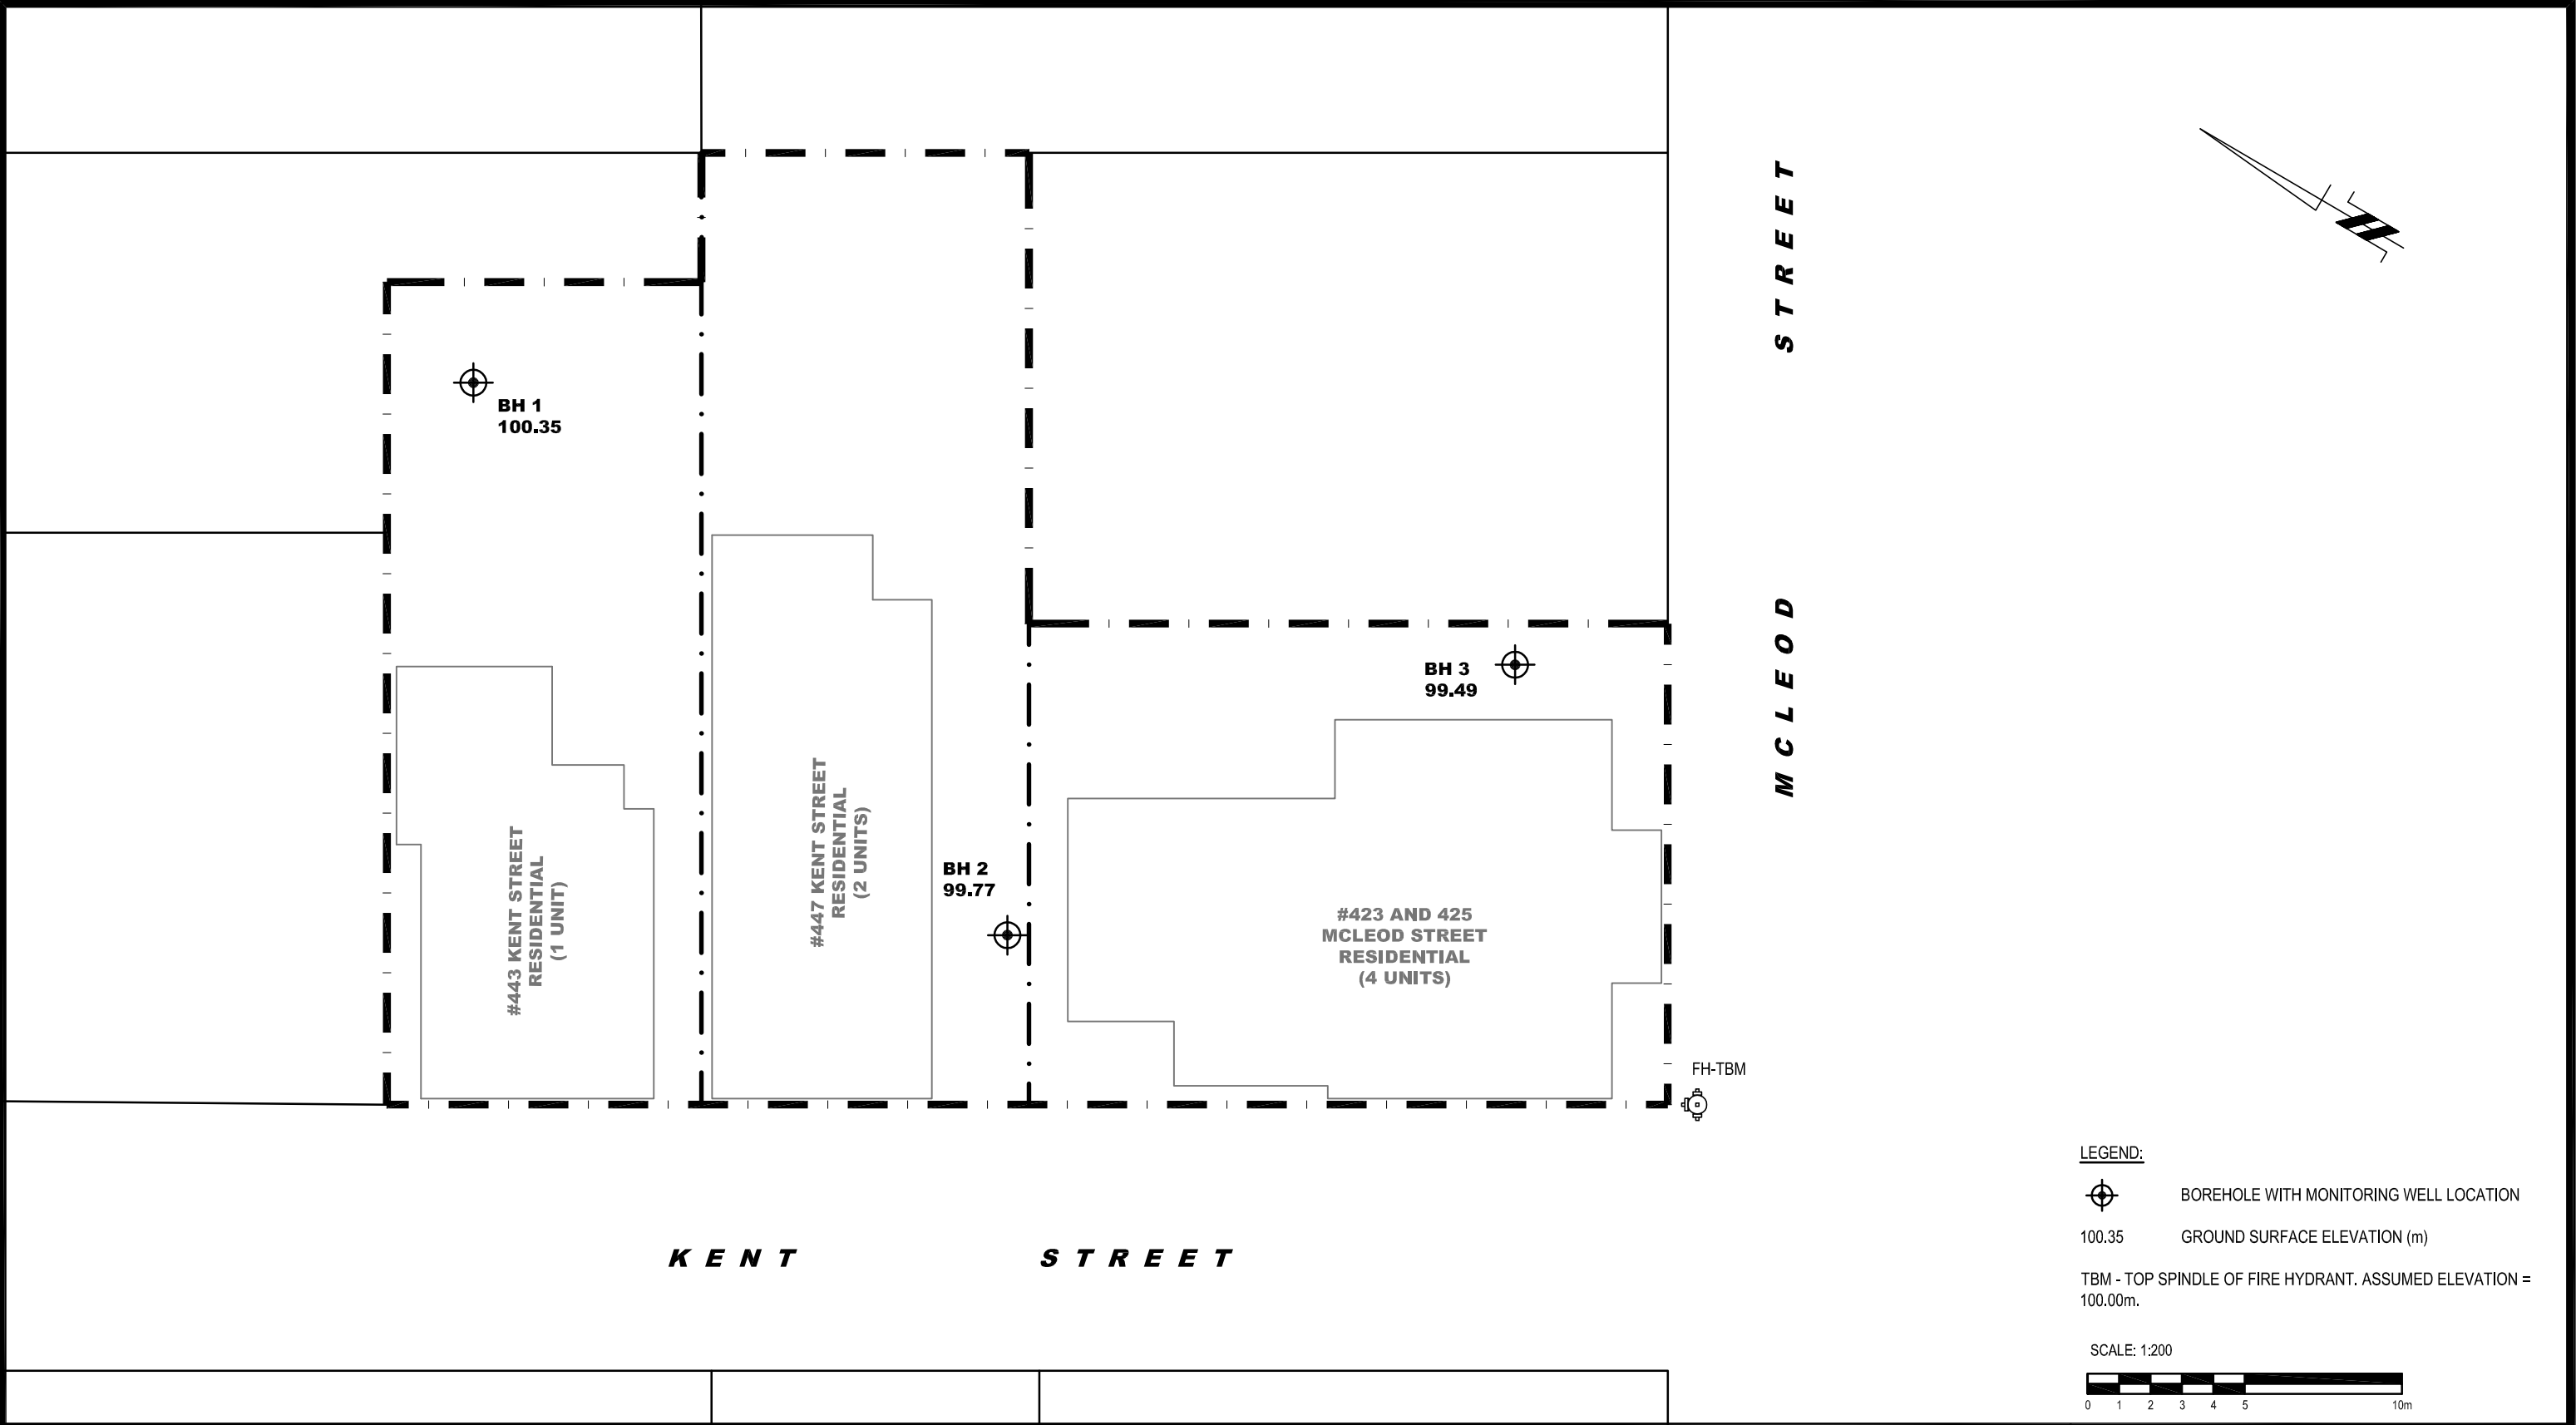 BH 1
100.35
BH 2
99.77
BH 3
99.49
#443 KENT STREET
RESIDENTIAL
(1 UNIT)
#447 KENT STREET
RESIDENTIAL
(2 UNITS)
#423 AND 425
MCLEOD STREET
RESIDENTIAL
(4 UNITS)
MCLEOD STREET
FH-TBM
KENT STREET
LEGEND:
BOREHOLE WITH MONITORING WELL LOCATION
100.35 GROUND SURFACE ELEVATION (m)
TBM - TOP SPINDLE OF FIRE HYDRANT. ASSUMED ELEVATION =
100.00m.
SCALE: 1:200
0 1 2 3 4 5 10m